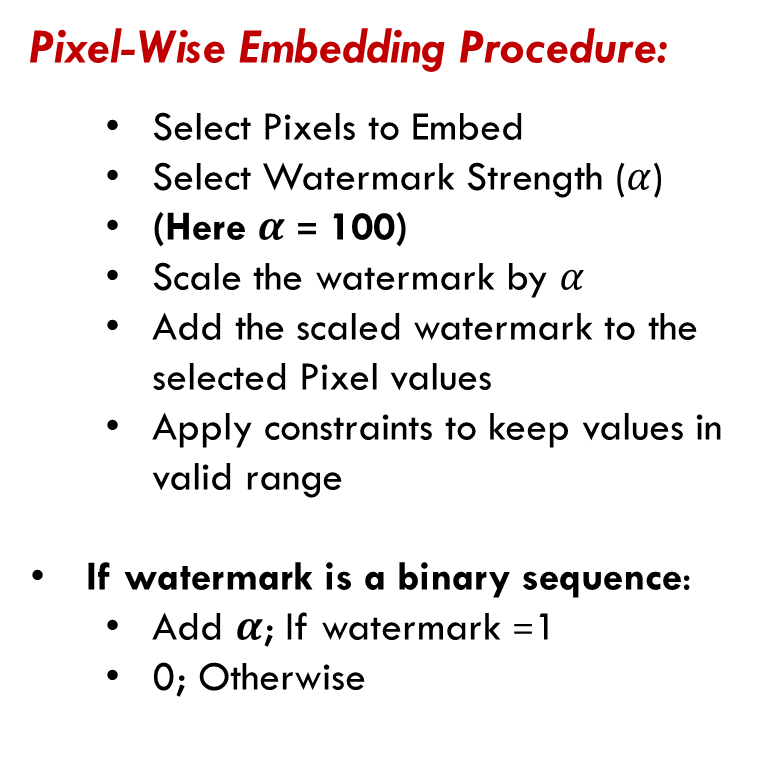 Pixel-Wise Embedding Procedure:
• Select Pixels to Embed
• Select Watermark Strength (𝛼)
• (Here 𝜶 = 100)
• Scale the watermark by 𝛼
• Add the scaled watermark to the
selected Pixel values
• Apply constraints to keep values in
valid range
• If watermark is a binary sequence:
• Add 𝜶; If watermark =1
• 0; Otherwise